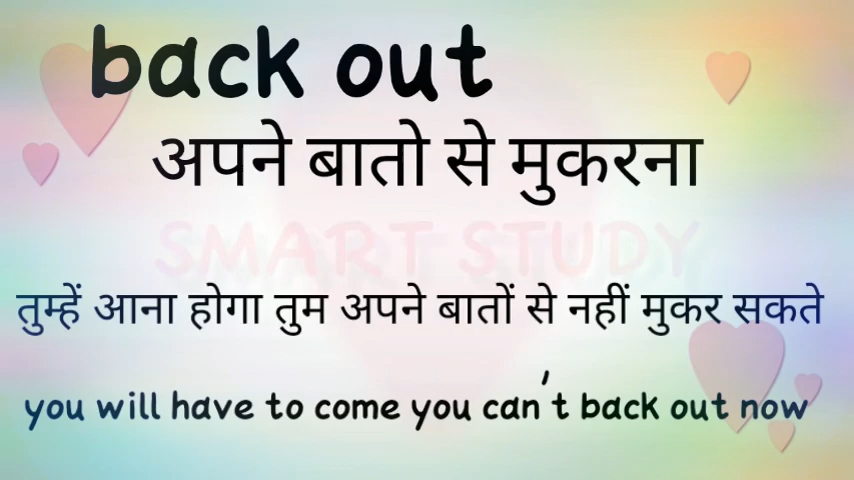 back out
अपने बातो से मुकरना
SMART STUDY
तुम्हें आना होगा तुम अपने बातों से नहीं मुकर सकते
you will have to come you can't back out now